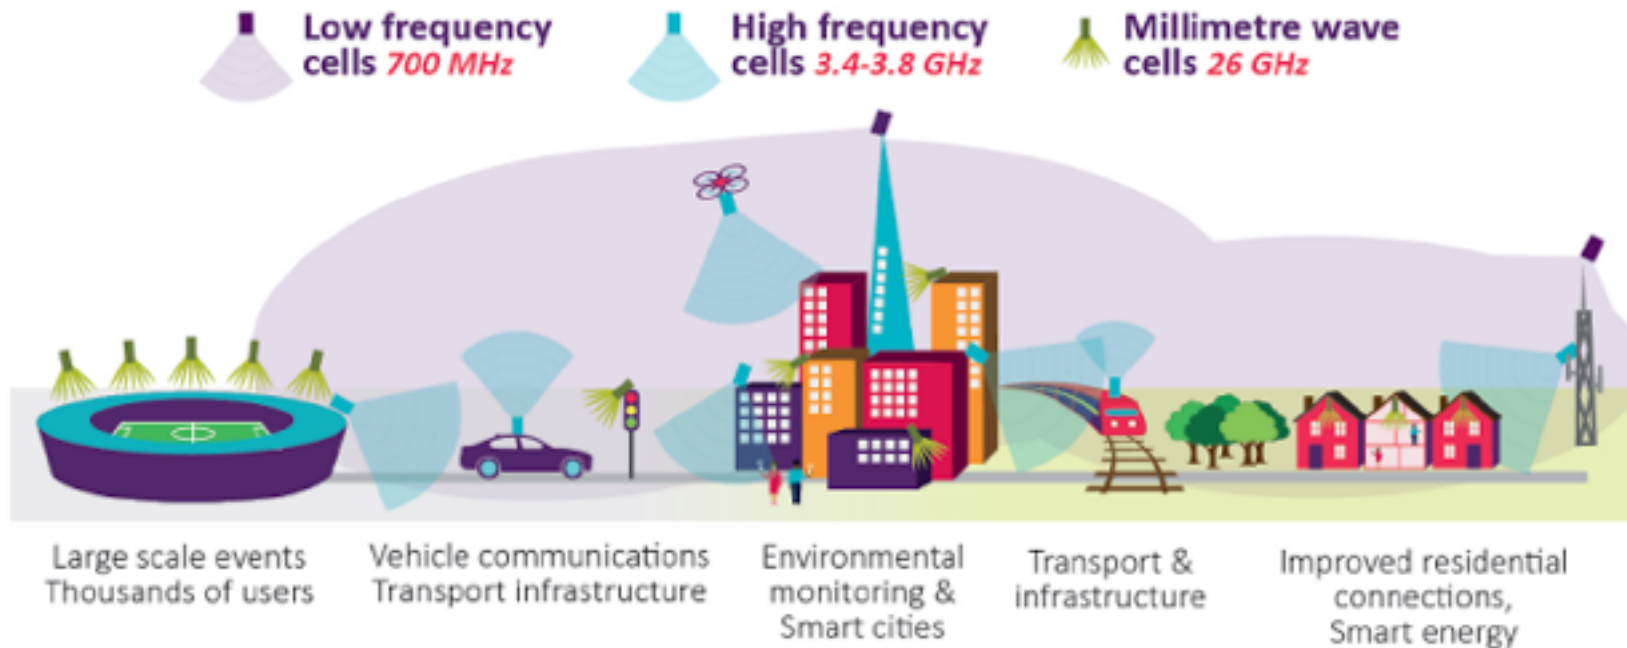 Low frequency
cells 700 MHz
High frequency
cells 3.4-3.8 GHz
Millimetre wave
cells 26 GHz
Large scale events
Thousands of users
Vehicle communications
Transport infrastructure
Environmental
monitoring &
Smart cities
Transport &
infrastructure
Improved residential
connections,
Smart energy